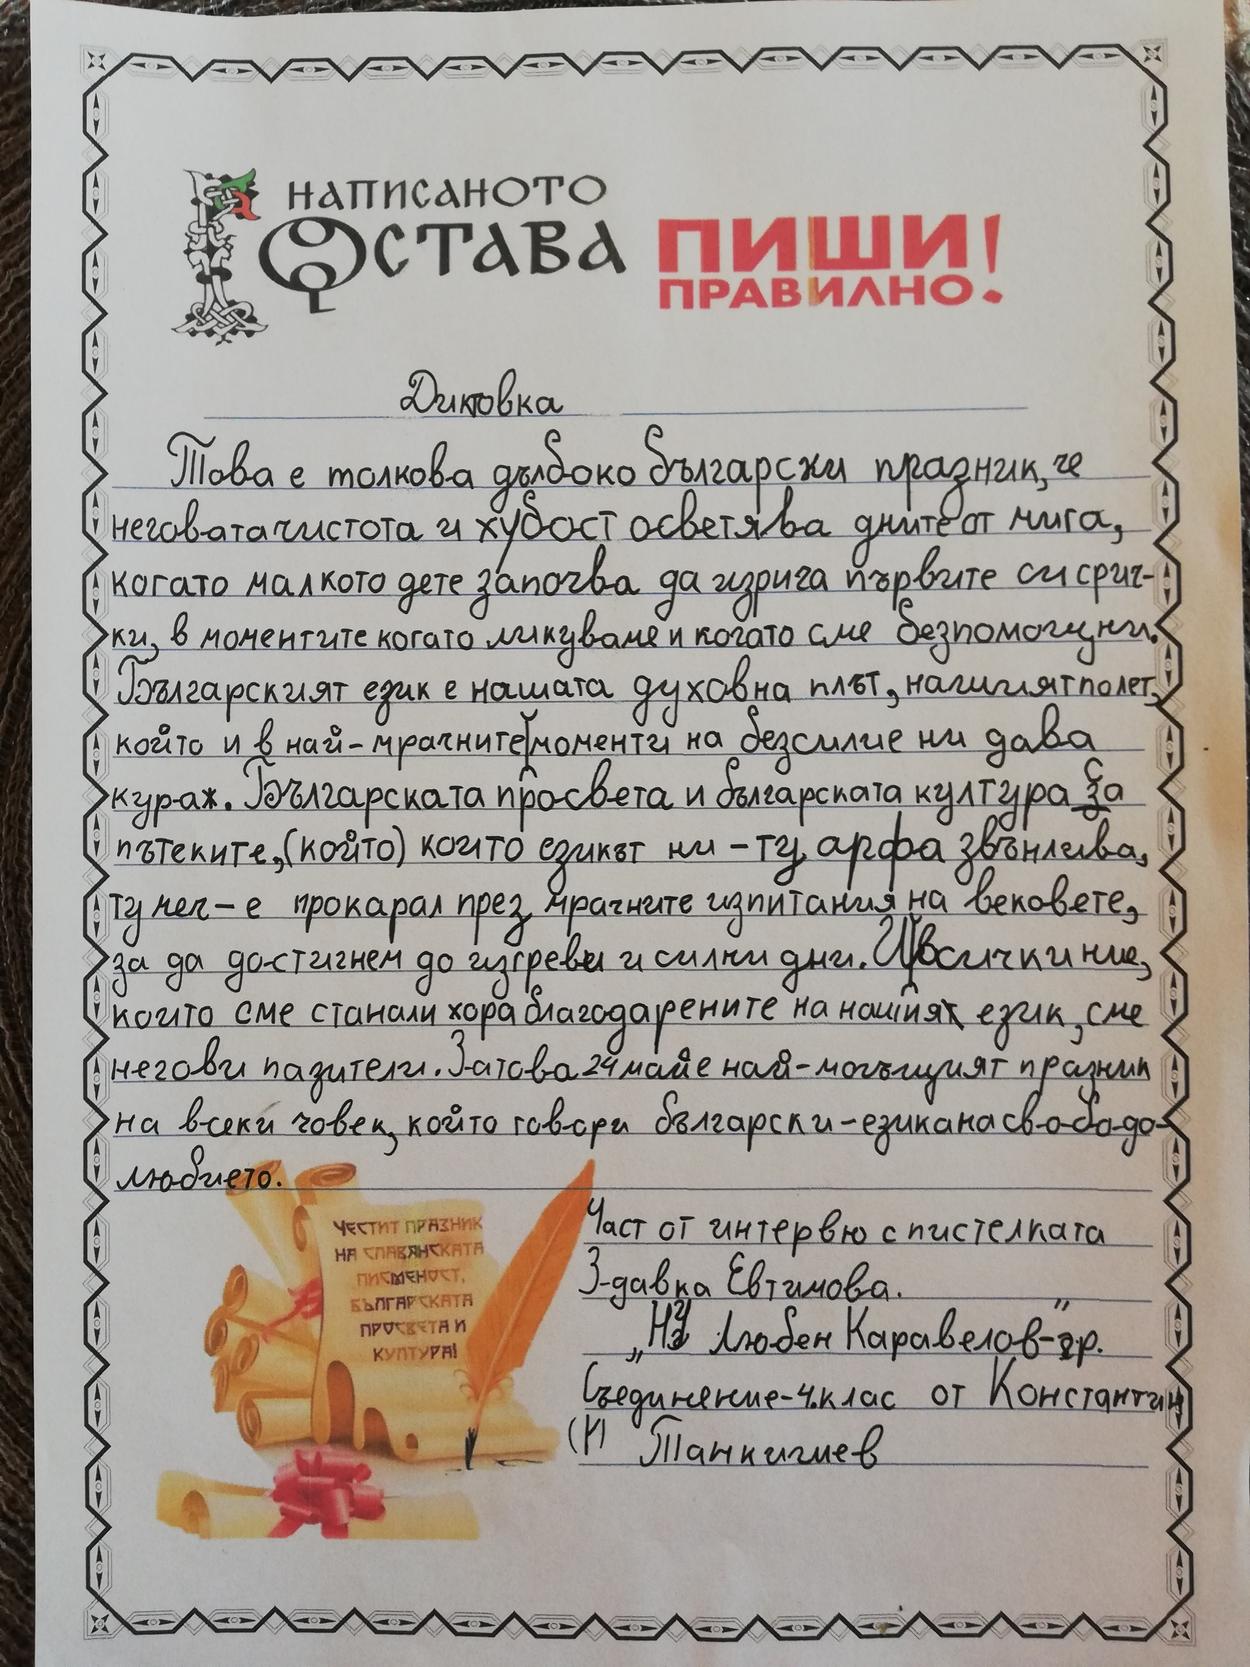 НАПИСАНОТО
ОСТАВА
ПИШИ!
ПРАВИЛНО!
Диктовка
Това е толкова дълбоко български празник, че
неговата чистота и хубост осветява дните от мига,
когато малкото дете започва да изрича първите си срич-
ки, в моментите когато ликуваме и когато сме безпомощни.
Българският език е нашата духовна плът, нашият полет,
който и в най-мрачните моменти на безсилие ни дава
кураж. Българската просвета и българската култура за
пътеките, (който) които езикът ни - ту арфа звънлива,
ту меч - е прокарал през мрачните изпитания на вековете,
за да достигнем до изгреви и силни дни. И всички ние,
които сме станали хора благодарените на нашия език, сме
негови пазители. Затова 24 май е най-могъщият празник
на всеки човек, който говори български - езика на свободо-
любието.
ЧЕСТИТ ПРАЗНИК
НА СЛАВЯНСКАТА
ПИСМЕНОСТ,
БЪЛГАРСКАТА
ПРОСВЕТА И
КУЛТУРА!
Част от интервю с пистелката
Здавка Евтимова.
„НУ Любен Каравелов" - гр.
Съединение - 4. клас от Константин
(К) Танкишев